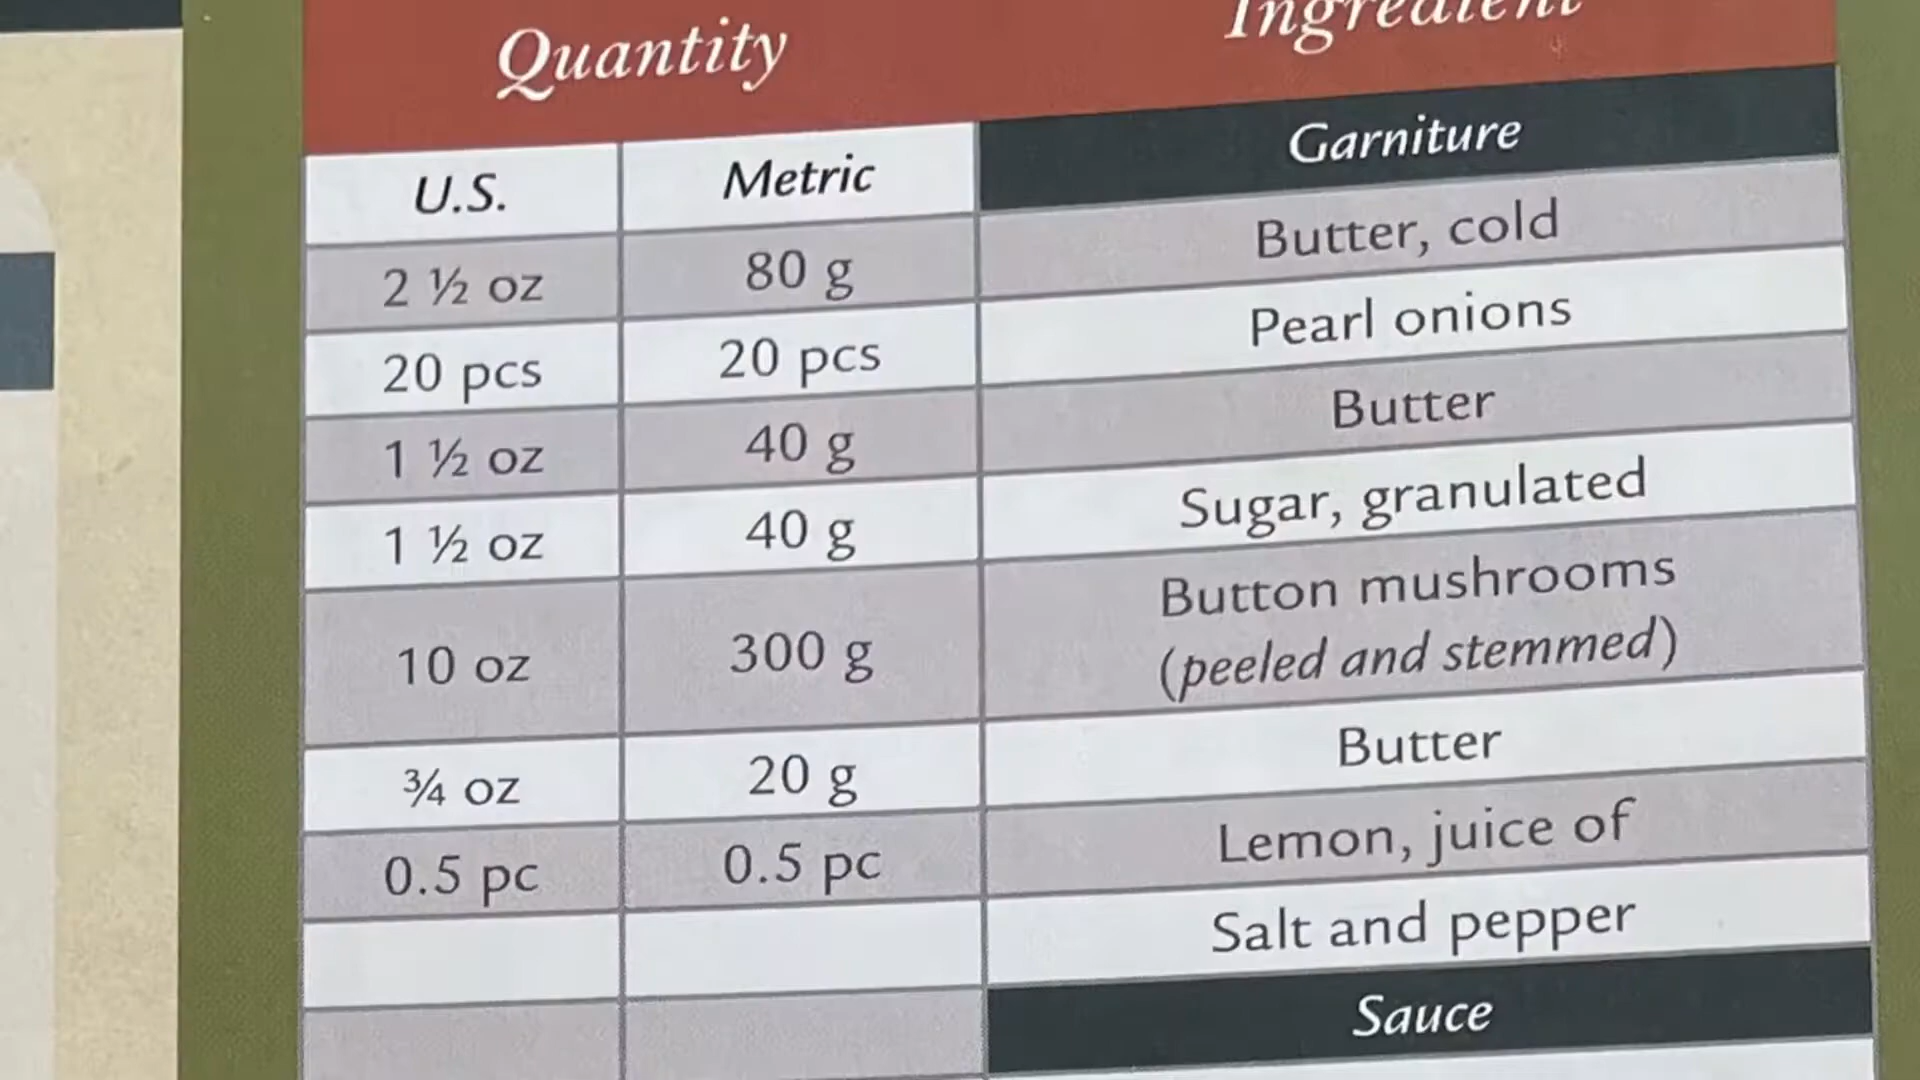 Quantity Ingredient
Garniture
U.S. Metric
2 ½ oz 80 g Butter, cold
20 pcs 20 pcs Pearl onions
1 ½ oz 40 g Butter
1 ½ oz 40 g Sugar, granulated
10 oz 300 g Button mushrooms
(peeled and stemmed)
¾ oz 20 g Butter
0.5 pc 0.5 pc Lemon, juice of
Salt and pepper
Sauce